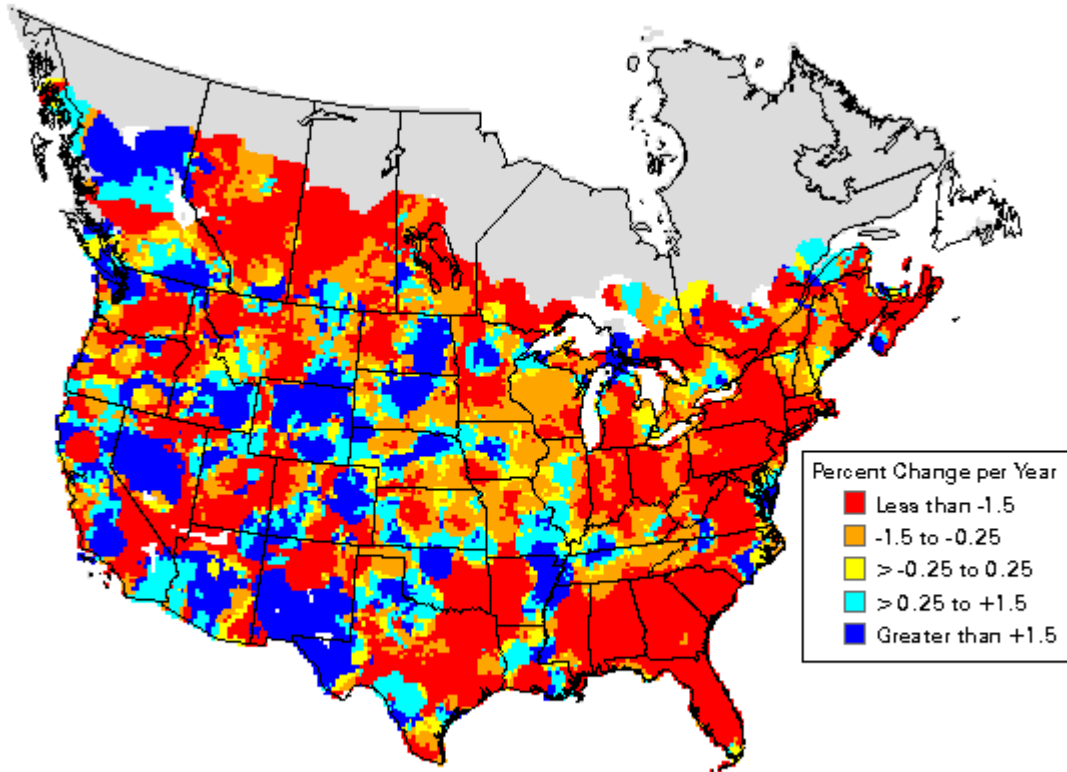 Percent Change per Year
Less than -1.5
-1.5 to -0.25
> -0.25 to 0.25
> 0.25 to +1.5
Greater than +1.5